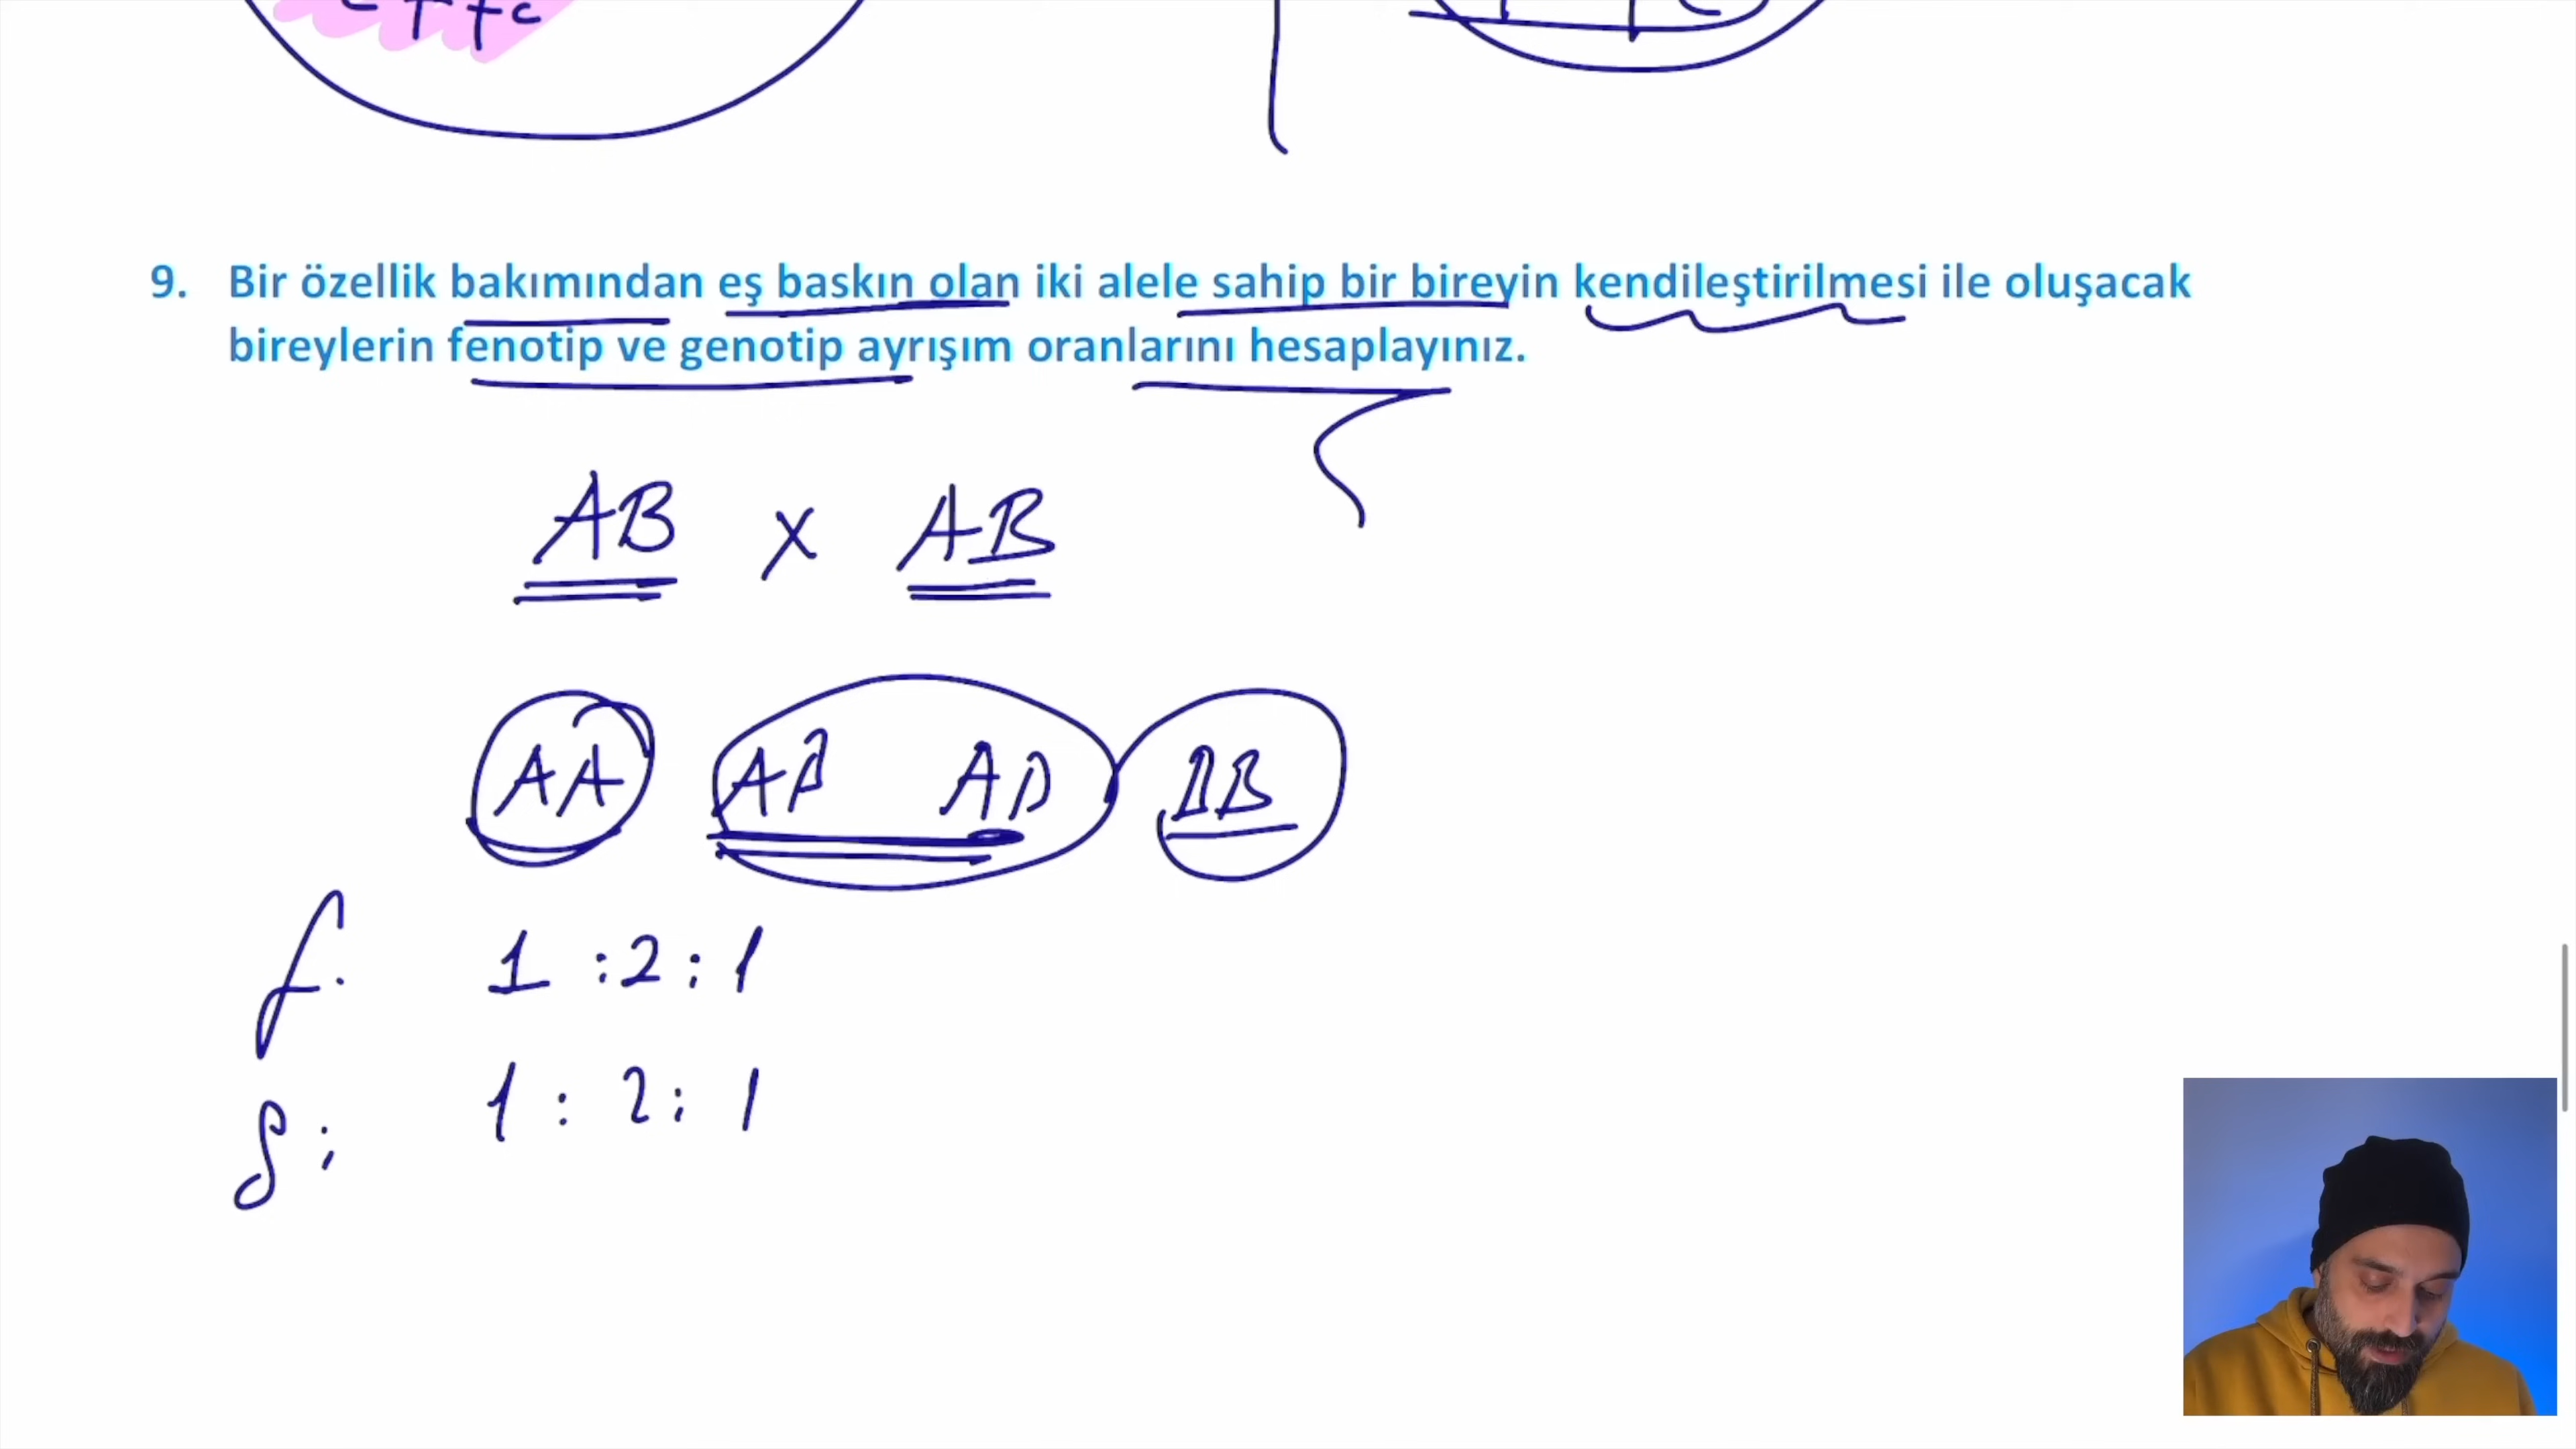 9. Bir özellik bakımından eş baskın olan iki alele sahip bir bireyin kendileştirilmesi ile oluşacak
bireylerin fenotip ve genotip ayrışım oranlarını hesaplayınız.
AB x AB
AA AB AB BB
f. 1 : 2 : 1
g: 1 : 2 : 1